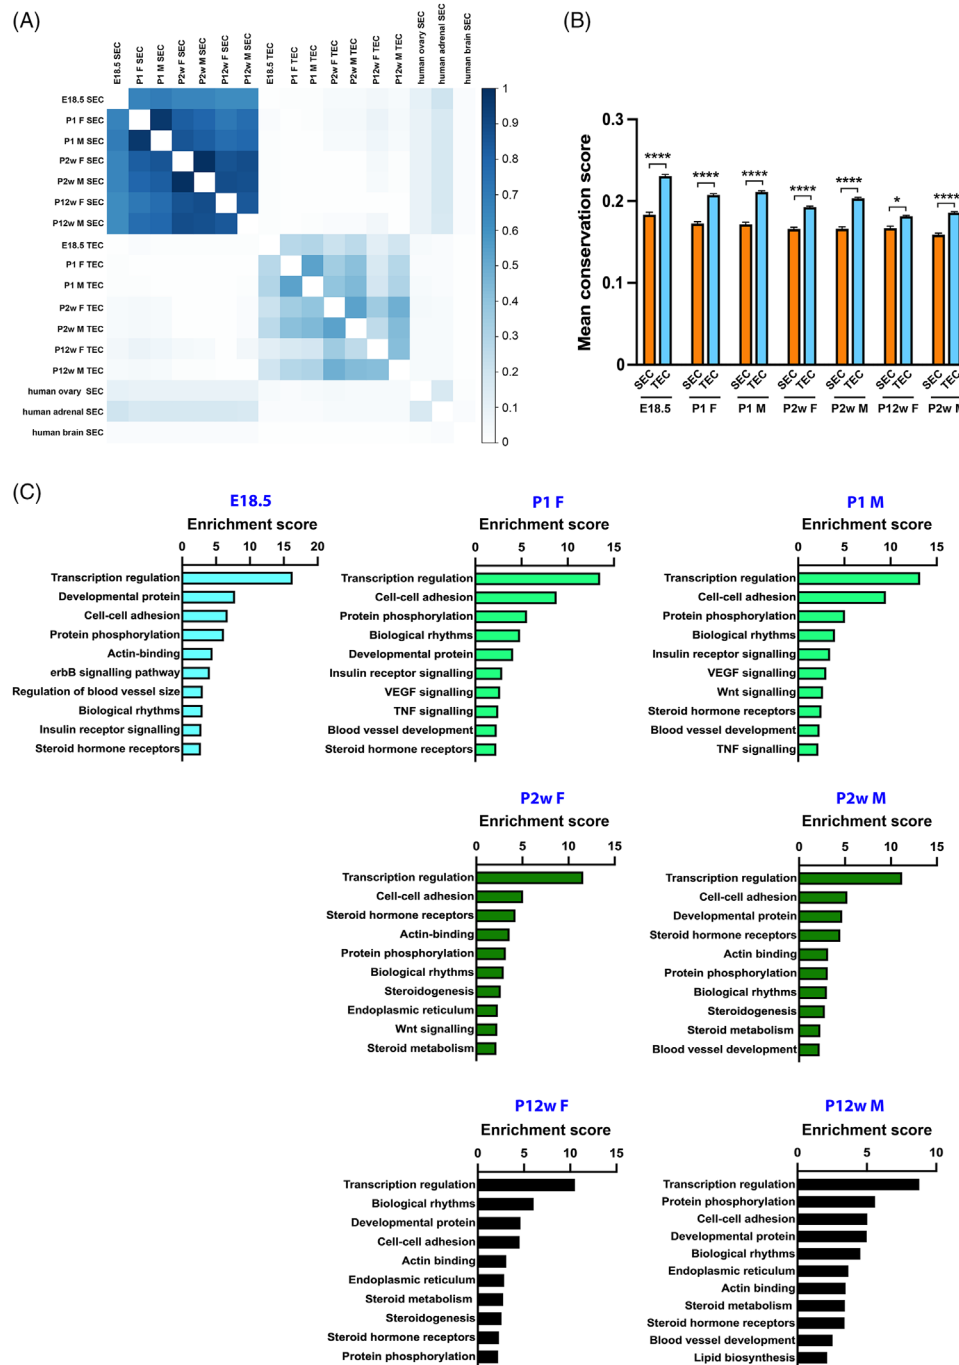 (A)
E18.5 SEC
P1 F SEC
P1 M SEC
P2w F SEC
P2w M SEC
P12w F SEC
P12w M SEC
E18.5 TEC
P1 F TEC
P1 M TEC
P2w F TEC
P2w M TEC
P12w F TEC
P12w M TEC
human ovary SEC
human adrenal SEC
human brain SEC
E18.5 SEC
P1 F SEC
P1 M SEC
P2w F SEC
P2w M SEC
P12w F SEC
P12w M SEC
E18.5 TEC
P1 F TEC
P1 M TEC
P2w F TEC
P2w M TEC
P12w F TEC
P12w M TEC
human ovary SEC
human adrenal SEC
human brain SEC
1
0.9
0.8
0.7
0.6
0.5
0.4
0.3
0.2
0.1
0
(B)
Mean conservation score
0.3
0.2
0.1
0
**** **** **** **** **** * ****
SEC TEC SEC TEC SEC TEC SEC TEC SEC TEC SEC TEC SEC TEC
E18.5 P1 F P1 M P2w F P2w M P12w F P2w M
(C)
E18.5
Enrichment score
0 5 10 15 20
Transcription regulation
Developmental protein
Cell-cell adhesion
Protein phosphorylation
Actin-binding
erbB signalling pathway
Regulation of blood vessel size
Biological rhythms
Insulin receptor signalling
Steroid hormone receptors
P1 F
Enrichment score
0 5 10 15
Transcription regulation
Cell-cell adhesion
Protein phosphorylation
Biological rhythms
Developmental protein
Insulin receptor signalling
VEGF signalling
TNF signalling
Blood vessel development
Steroid hormone receptors
P1 M
Enrichment score
0 5 10 15
Transcription regulation
Cell-cell adhesion
Protein phosphorylation
Biological rhythms
Insulin receptor signalling
VEGF signalling
Wnt signalling
Steroid hormone receptors
Blood vessel development
TNF signalling
P2w F
Enrichment score
0 5 10 15
Transcription regulation
Cell-cell adhesion
Steroid hormone receptors
Actin-binding
Protein phosphorylation
Biological rhythms
Steroidogenesis
Endoplasmic reticulum
Wnt signalling
Steroid metabolism
P2w M
Enrichment score
0 5 10 15
Transcription regulation
Cell-cell adhesion
Developmental protein
Steroid hormone receptors
Actin binding
Protein phosphorylation
Biological rhythms
Steroidogenesis
Steroid metabolism
Blood vessel development
P12w F
Enrichment score
0 5 10 15
Transcription regulation
Biological rhythms
Developmental protein
Cell-cell adhesion
Actin binding
Endoplasmic reticulum
Steroid metabolism
Steroidogenesis
Steroid hormone receptors
Protein phosphorylation
P12w M
Enrichment score
0 5 10
Transcription regulation
Protein phosphorylation
Cell-cell adhesion
Developmental protein
Biological rhythms
Endoplasmic reticulum
Actin binding
Steroid metabolism
Steroid hormone receptors
Blood vessel development
Lipid biosynthesis